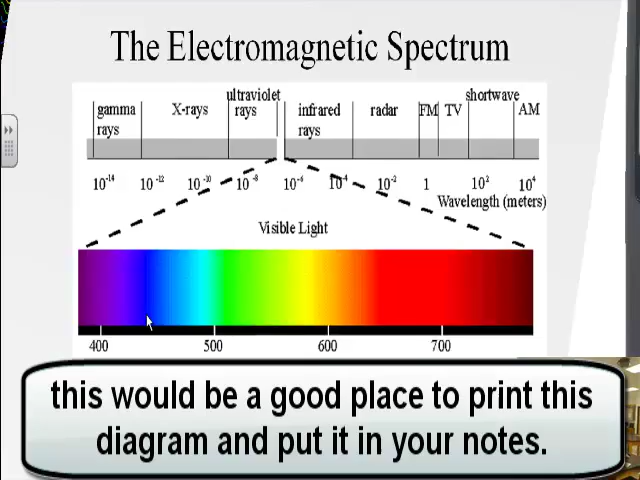 The Electromagnetic Spectrum
gamma rays X-rays ultraviolet rays infrared rays radar FM TV shortwave AM
10⁻¹⁴ 10⁻¹² 10⁻¹⁰ 10⁻⁸ 10⁻⁶ 10⁻⁴ 10⁻² 1 10² 10⁴
Wavelength (meters)
Visible Light
400 500 600 700
this would be a good place to print this
diagram and put it in your notes.